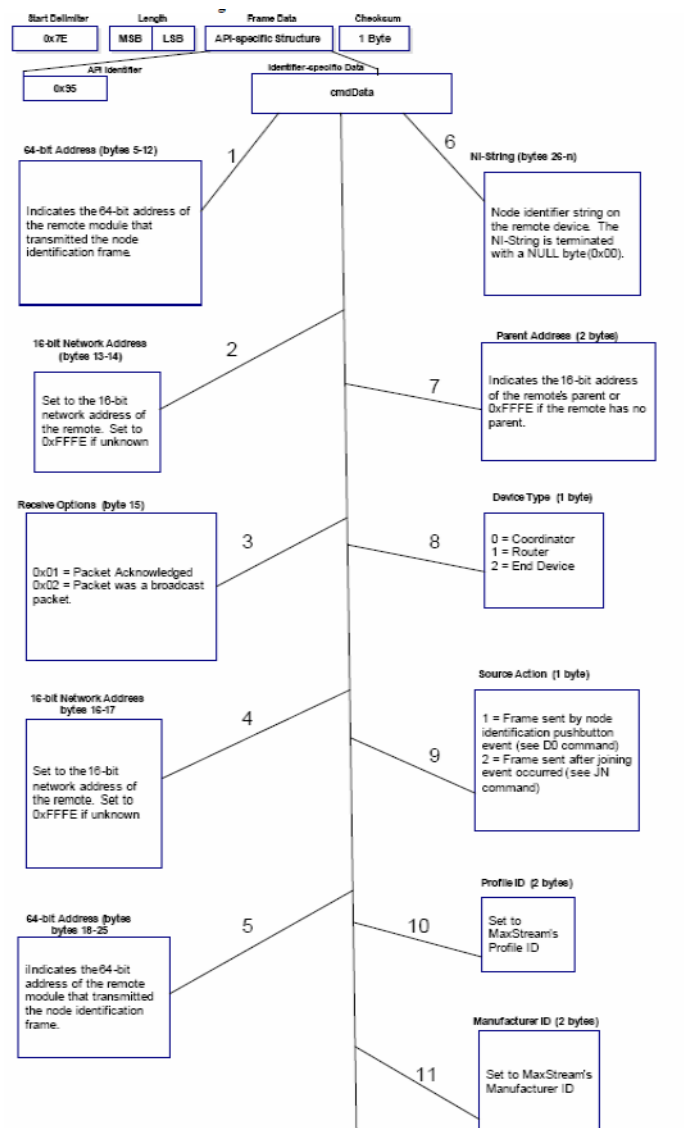 Start Delimiter
Length
Frame Data
Checksum
0x7E
MSB
LSB
API-specific Structure
1 Byte
API Identifier
0x95
Identifier-specific Data
cmdData
1
64-bit Address (bytes 5-12)
Indicates the 64-bit address of
the remote module that
transmitted the node
identification frame.
2
16-bit Network Address
(bytes 13-14)
Set to the 16-bit
network address of
the remote. Set to
0xFFFE if unknown
3
Receive Options (byte 15)
0x01 = Packet Acknowledged
0x02 = Packet was a broadcast
packet.
4
16-bit Network Address
bytes 16-17
Set to the 16-bit
network address of
the remote. Set to
0xFFFE if unknown
5
64-bit Address (bytes
bytes 18-25
iIndicates the 64-bit
address of the remote
module that transmitted
the node identification
frame.
6
NI-String (bytes 26-n)
Node identifier string on
the remote device. The
NI-String is terminated
with a NULL byte (0x00).
7
Parent Address (2 bytes)
Indicates the 16-bit address
of the remote's parent or
0xFFFE if the remote has no
parent.
8
Device Type (1 byte)
0 = Coordinator
1 = Router
2 = End Device
9
Source Action (1 byte)
1 = Frame sent by node
identification pushbutton
event (see D0 command)
2 = Frame sent after joining
event occurred (see JN
command)
10
Profile ID (2 bytes)
Set to
MaxStream's
Profile ID
11
Manufacturer ID (2 bytes)
Set to MaxStream's
Manufacturer ID